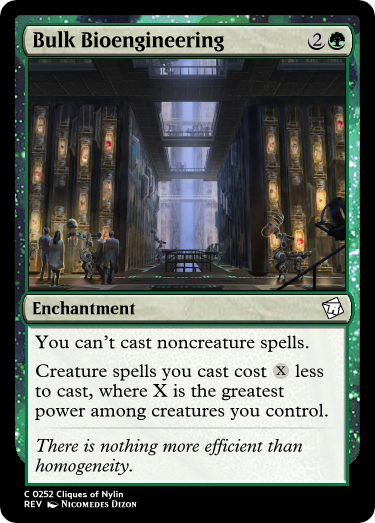 Bulk Bioengineering 2
Enchantment
You can't cast noncreature spells.
Creature spells you cast cost X less
to cast, where X is the greatest
power among creatures you control.
There is nothing more efficient than
homogeneity.
C 0252 Cliques of Nylin
REV Nicomedes Dizon